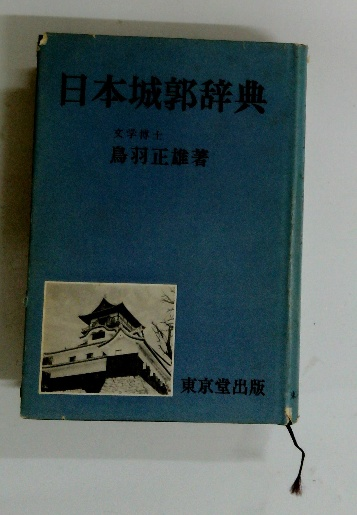 日本城郭辞典
文学博士
鳥羽正雄著
東京堂出版